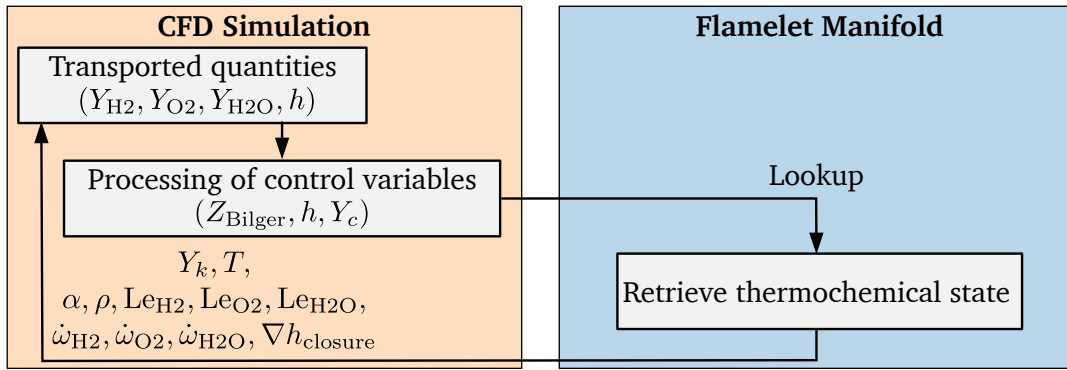 CFD Simulation
Transported quantities
(Y_H2, Y_O2, Y_H2O, h)
Processing of control variables
(Z_Bilger, h, Y_c)
Y_k, T,
α, ρ, Le_H2, Le_O2, Le_H2O,
ω̇_H2, ω̇_O2, ω̇_H2O, ∇h_closure
Flamelet Manifold
Lookup
Retrieve thermochemical state